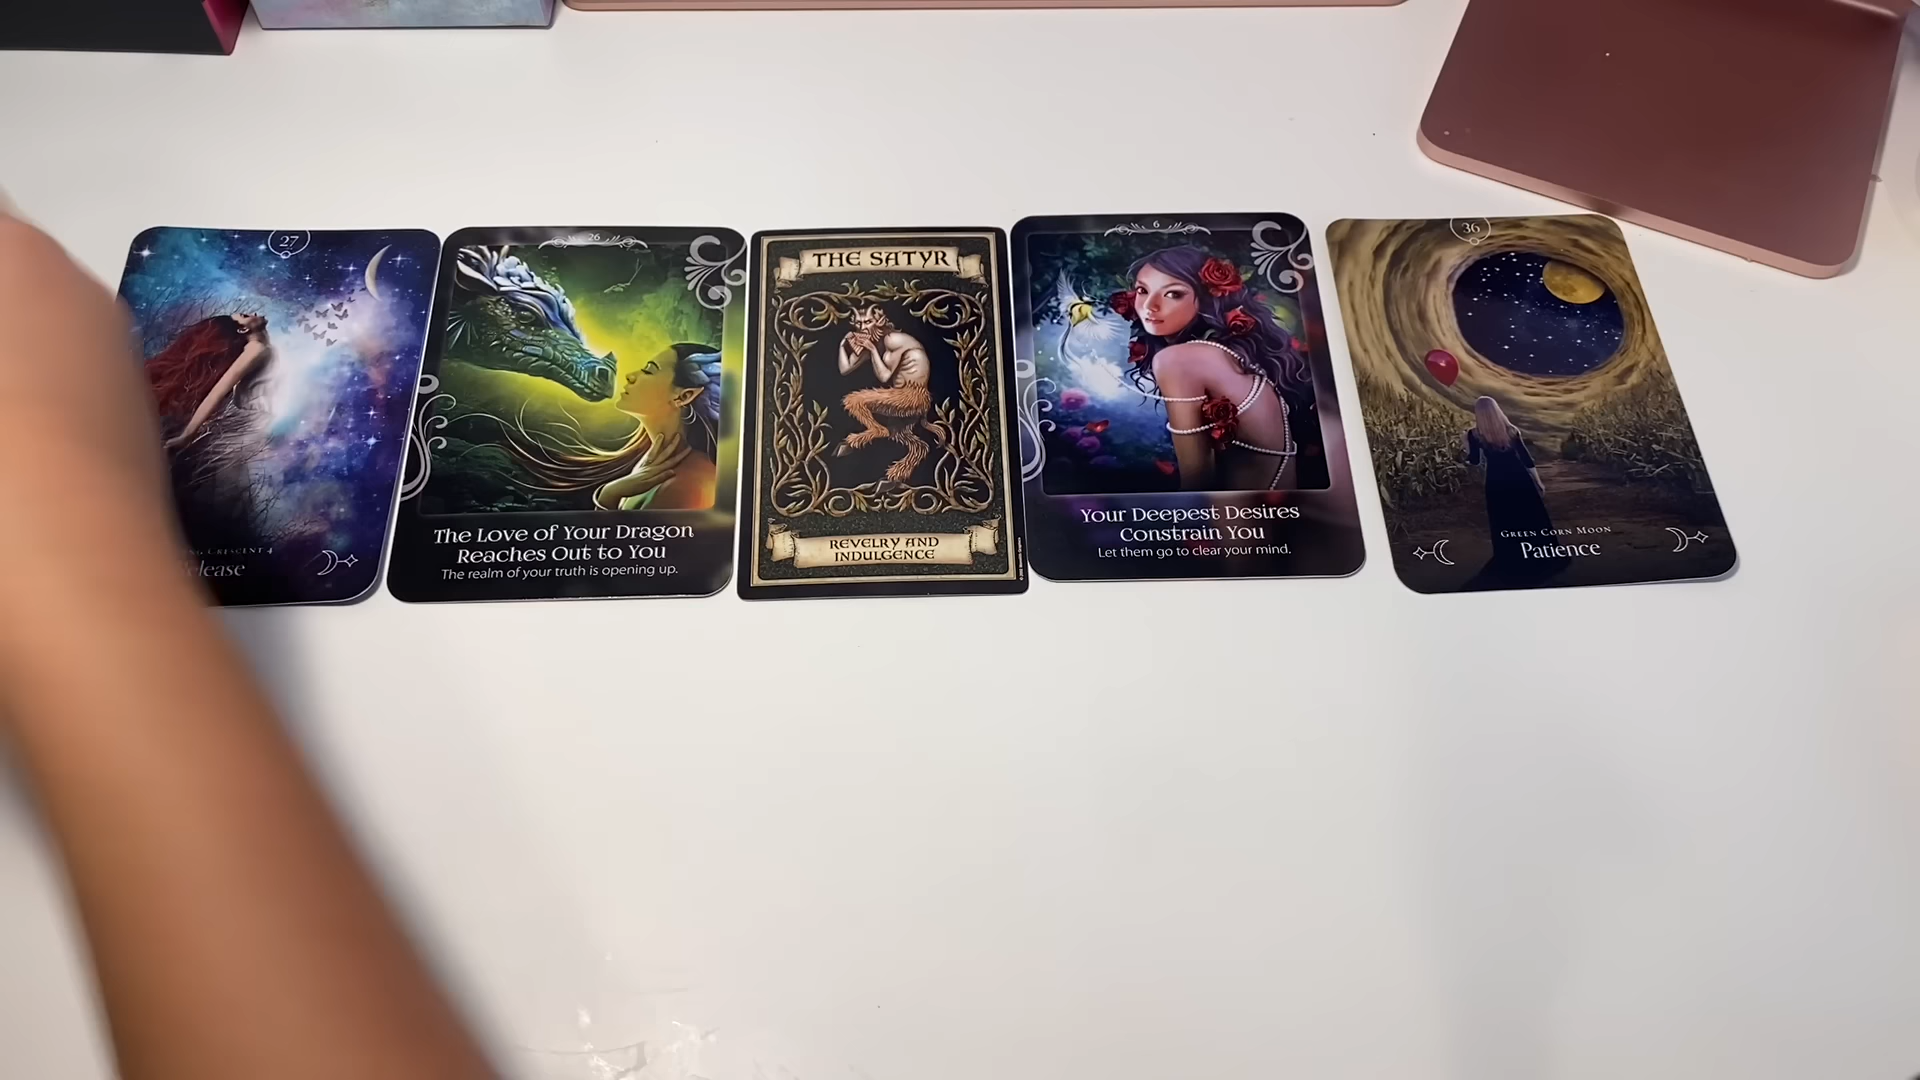 27
CRESCENT 4
elease
26
The Love of Your Dragon
Reaches Out to You
The realm of your truth is opening up.
THE SATYR
REVELRY AND
INDULGENCE
6
Your Deepest Desires
Constrain You
Let them go to clear your mind.
36
GREEN CORN MOON
Patience